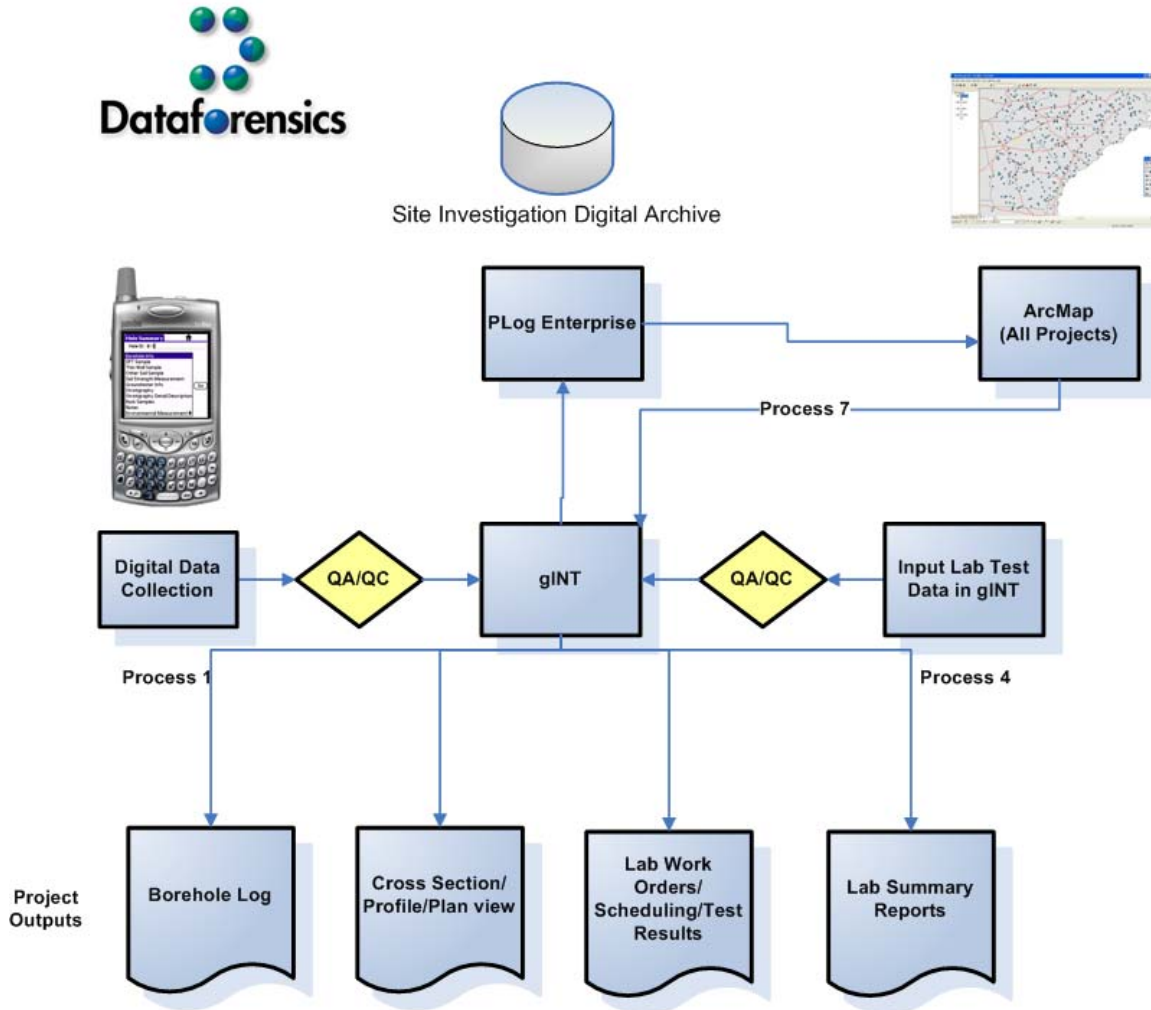 Dataforensics
Site Investigation Digital Archive
PLog Enterprise
ArcMap
(All Projects)
Process 7
Digital Data
Collection
QA/QC
gINT
QA/QC
Input Lab Test
Data in gINT
Process 1
Process 4
Project
Outputs
Borehole Log
Cross Section/
Profile/Plan view
Lab Work
Orders/
Scheduling/Test
Results
Lab Summary
Reports